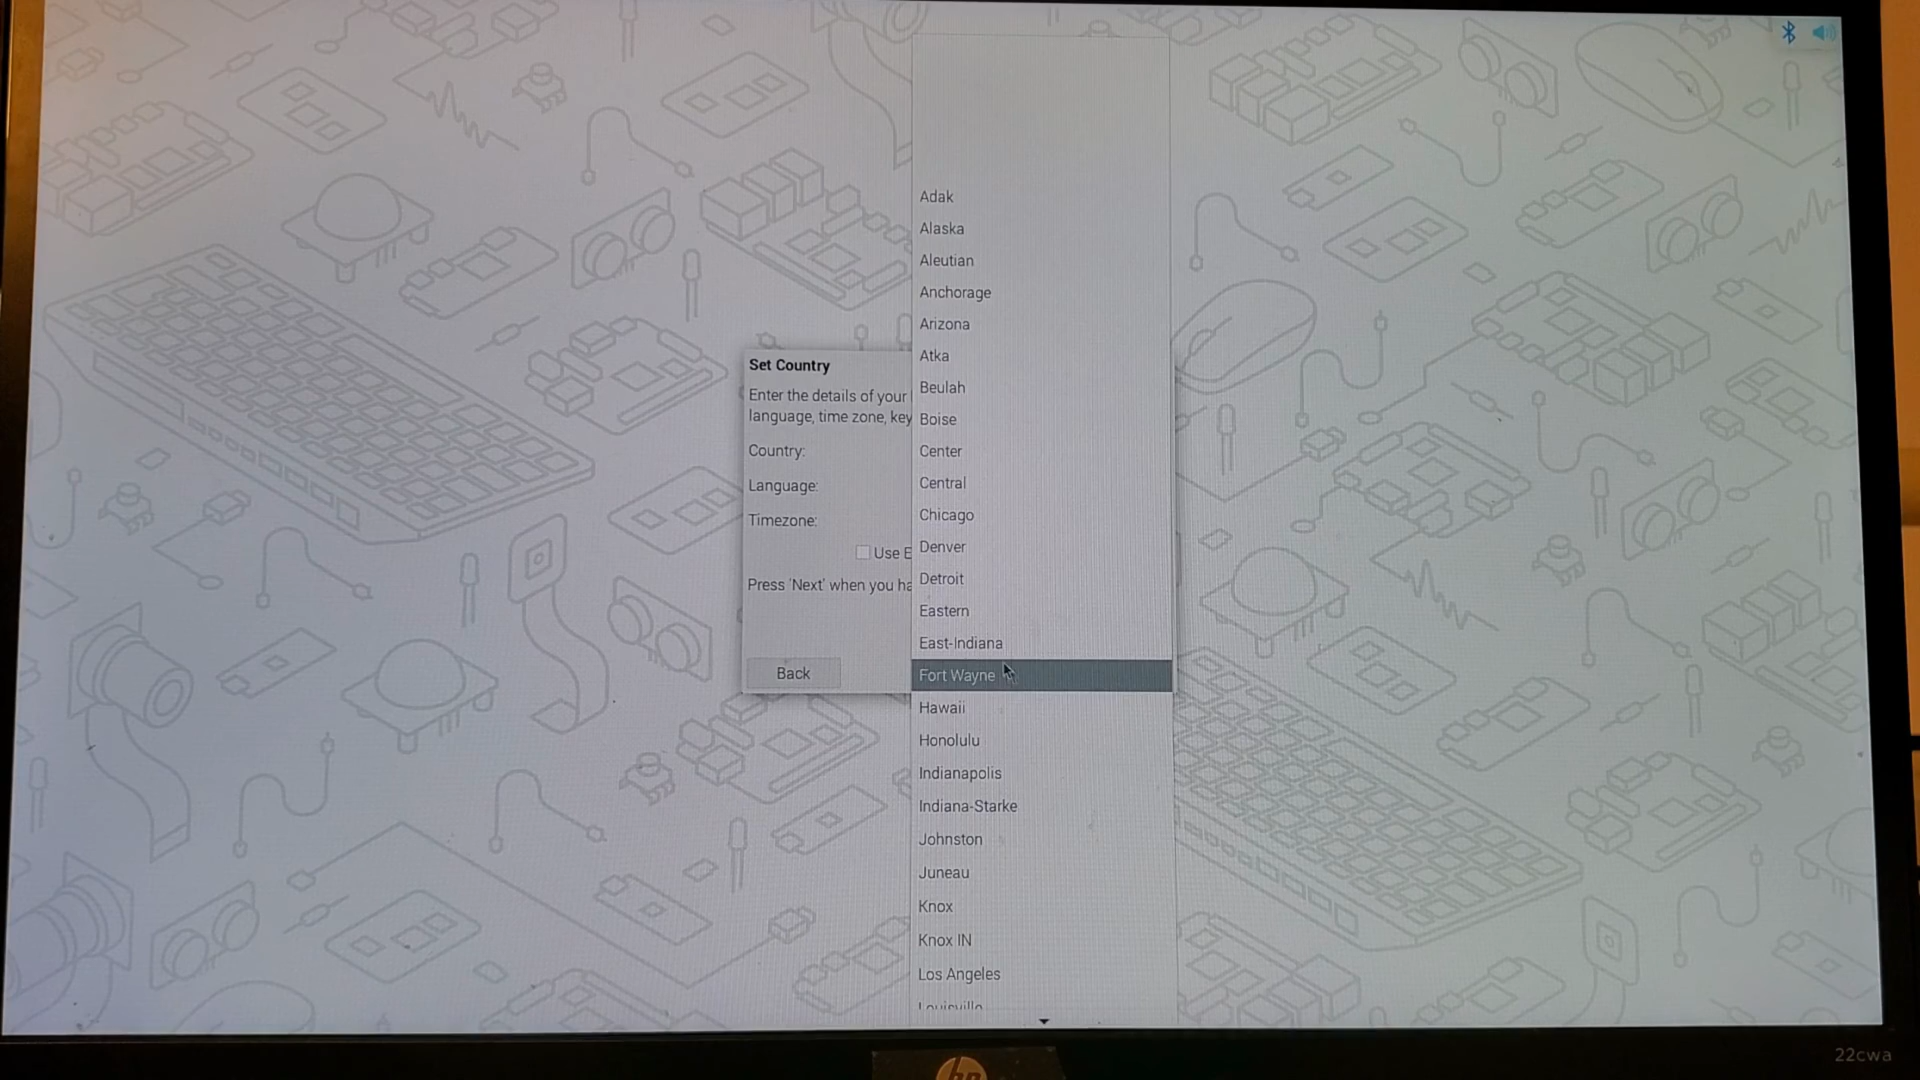 Adak
Alaska
Aleutian
Anchorage
Arizona
Atka
Beulah
Boise
Center
Central
Chicago
Denver
Detroit
Eastern
East-Indiana
Fort Wayne
Hawaii
Honolulu
Indianapolis
Indiana-Starke
Johnston
Juneau
Knox
Knox IN
Los Angeles
Louisville
Set Country
Enter the details of your
language, time zone, key
Country:
Language:
Timezone:
Use E
Press 'Next' when you ha
Back
hp
22cwa